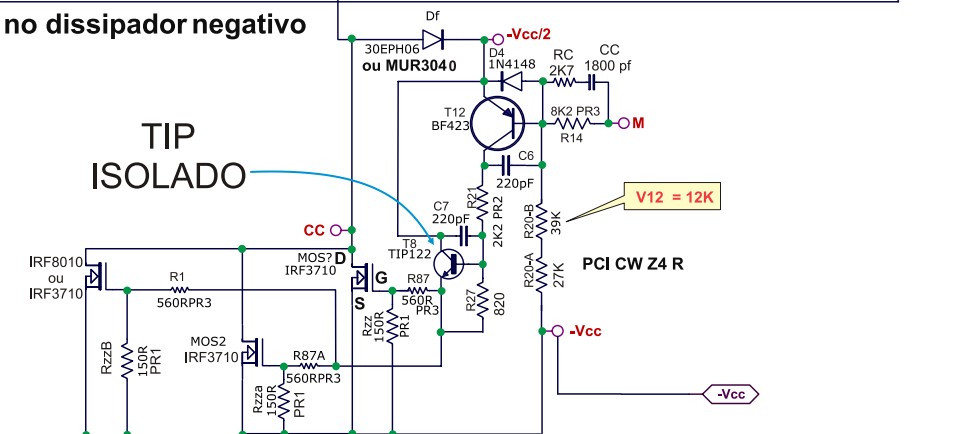 no dissipador negativo
Df
-Vcc/2
30EPH06
ou MUR3040
D4
1N4148
RC
2K7
CC
1800 pf
T12
BF423
8K2 PR3
R14
M
TIP
ISOLADO
C6
220pF
R21
2K2 PR2
V12 = 12K
R20-B
39K
C7
220pF
CC
T8
TIP122
MOS?
IRF3710
D
G
S
R87
560R
PR3
R27
820
R20-A
27K
PCI CW Z4 R
IRF8010
ou
IRF3710
R1
560RPR3
Rzz
150R
PR1
-Vcc
RzzB
150R
PR1
MOS2
IRF3710
R87A
560RPR3
Rzza
150R
PR1
-Vcc